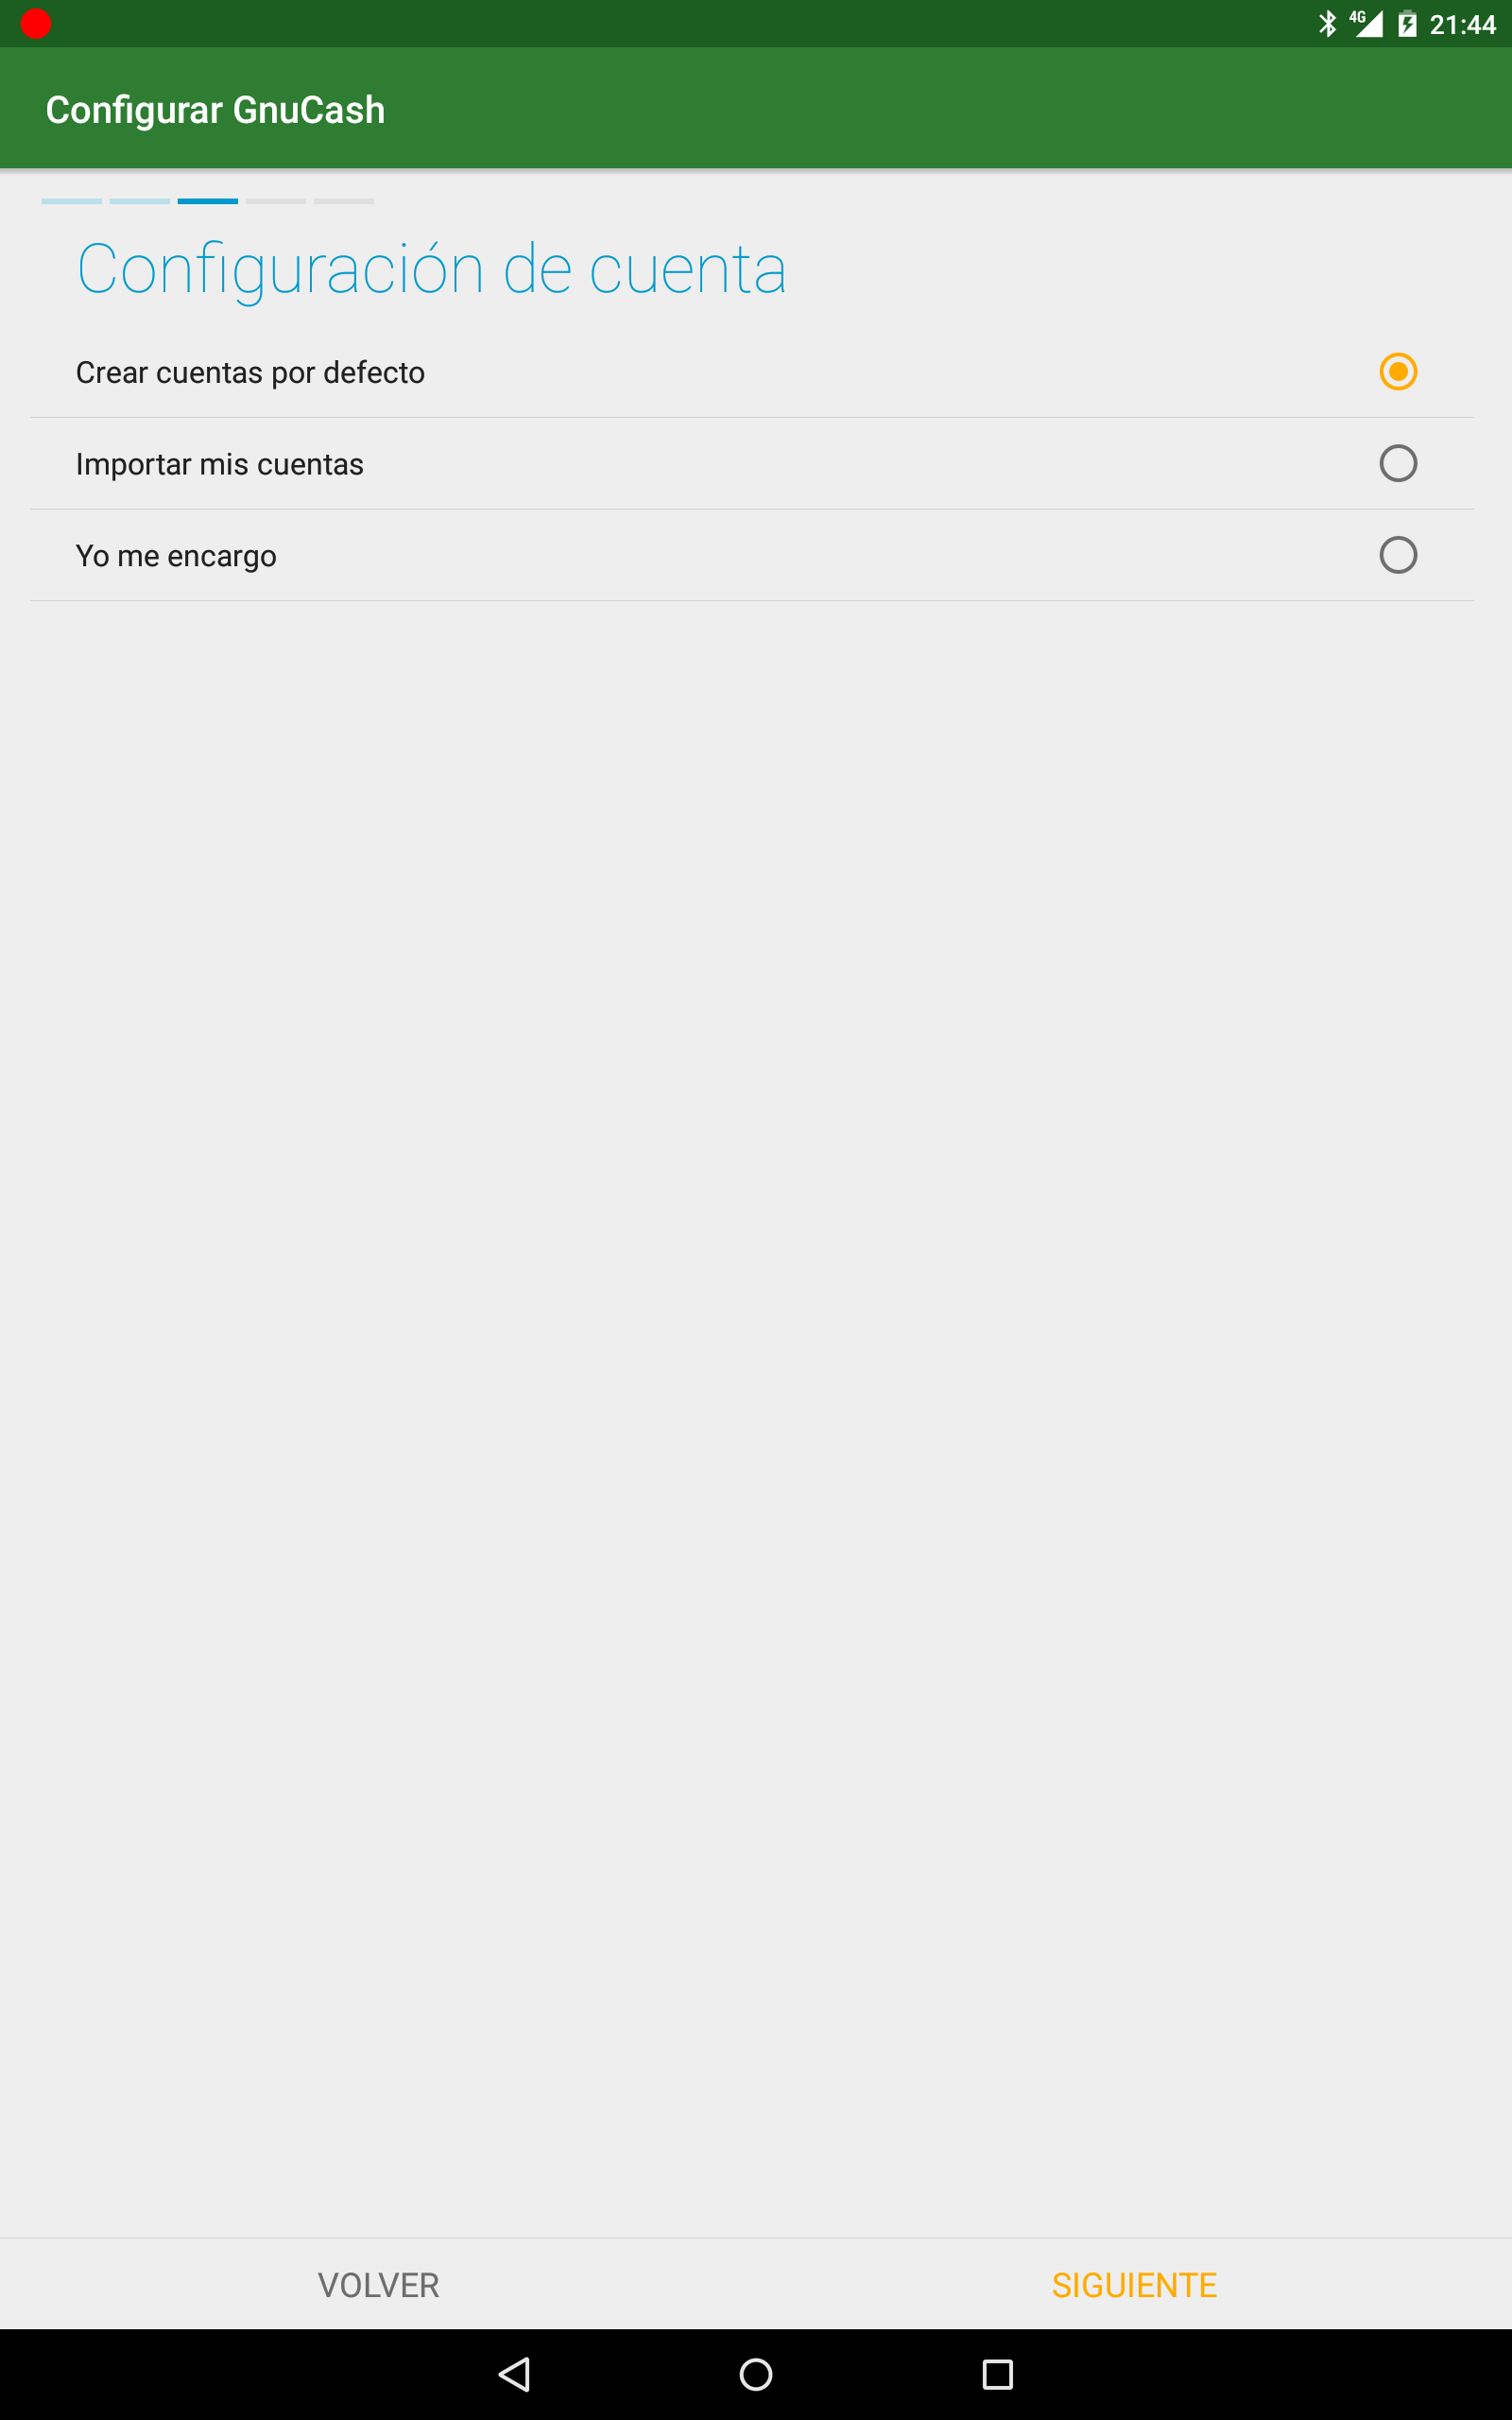 4G 21:44
Configurar GnuCash
Configuración de cuenta
Crear cuentas por defecto
Importar mis cuentas
Yo me encargo
VOLVER SIGUIENTE